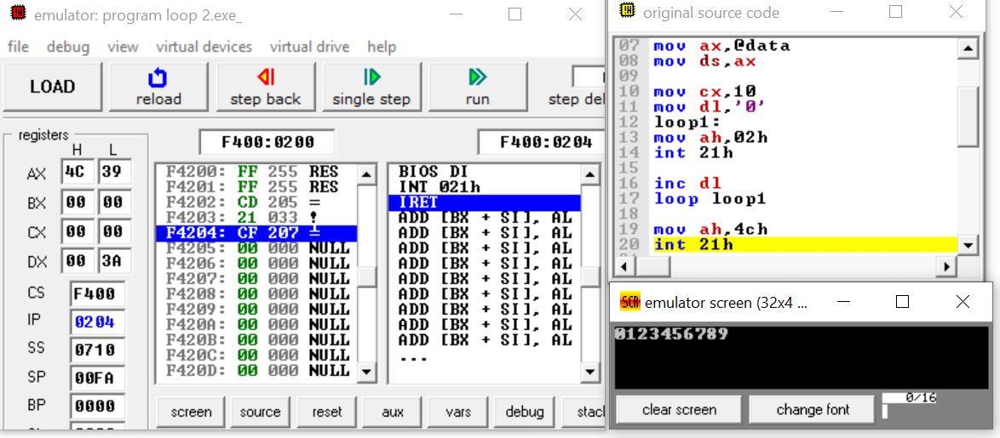 emulator: program loop 2.exe_
file debug view virtual devices virtual drive help
LOAD
reload
step back
single step
run
step del
registers
H L
AX 4C 39
BX 00 00
CX 00 00
DX 00 3A
CS F400
IP 0204
SS 0710
SP 00FA
BP 0000
F400:0200
F400:0204
F4200: FF 255 RES
F4201: FF 255 RES
F4202: CD 205 =
F4203: 21 033 !
F4204: CF 207 ╧
F4205: 00 000 NULL
F4206: 00 000 NULL
F4207: 00 000 NULL
F4208: 00 000 NULL
F4209: 00 000 NULL
F420A: 00 000 NULL
F420B: 00 000 NULL
F420C: 00 000 NULL
F420D: 00 000 NULL
BIOS DI
INT 021h
IRET
ADD [BX + SI], AL
ADD [BX + SI], AL
ADD [BX + SI], AL
ADD [BX + SI], AL
ADD [BX + SI], AL
ADD [BX + SI], AL
ADD [BX + SI], AL
ADD [BX + SI], AL
ADD [BX + SI], AL
...
screen
source
reset
aux
vars
debug
stack
original source code
07 mov ax,@data
08 mov ds,ax
09
10 mov cx,10
11 mov dl,'0'
12 loop1:
13 mov ah,02h
14 int 21h
15
16 inc dl
17 loop loop1
18
19 mov ah,4ch
20 int 21h
SCR
emulator screen (32x4 ...
0123456789
clear screen
change font
0/16